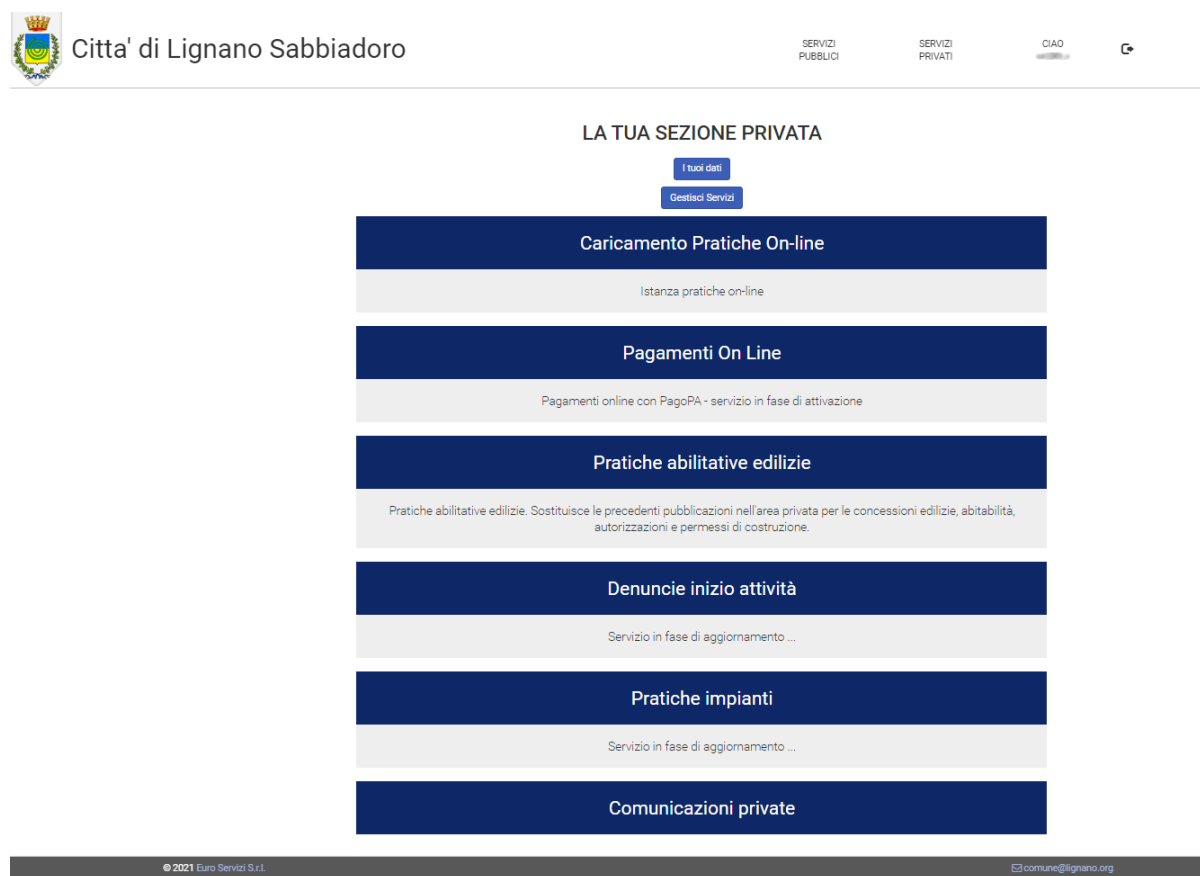 Citta' di Lignano Sabbiadoro
SERVIZI
PUBBLICI
SERVIZI
PRIVATI
CIAO
LA TUA SEZIONE PRIVATA
I tuoi dati
Gestisci Servizi
Caricamento Pratiche On-line
Istanza pratiche on-line
Pagamenti On Line
Pagamenti online con PagoPA - servizio in fase di attivazione
Pratiche abilitative edilizie
Pratiche abilitative edilizie. Sostituisce le precedenti pubblicazioni nell'area privata per le concessioni edilizie, abitabilità,
autorizzazioni e permessi di costruzione.
Denuncie inizio attività
Servizio in fase di aggiornamento ...
Pratiche impianti
Servizio in fase di aggiornamento ...
Comunicazioni private
© 2021 Euro Servizi S.r.l.
comune@lignano.org